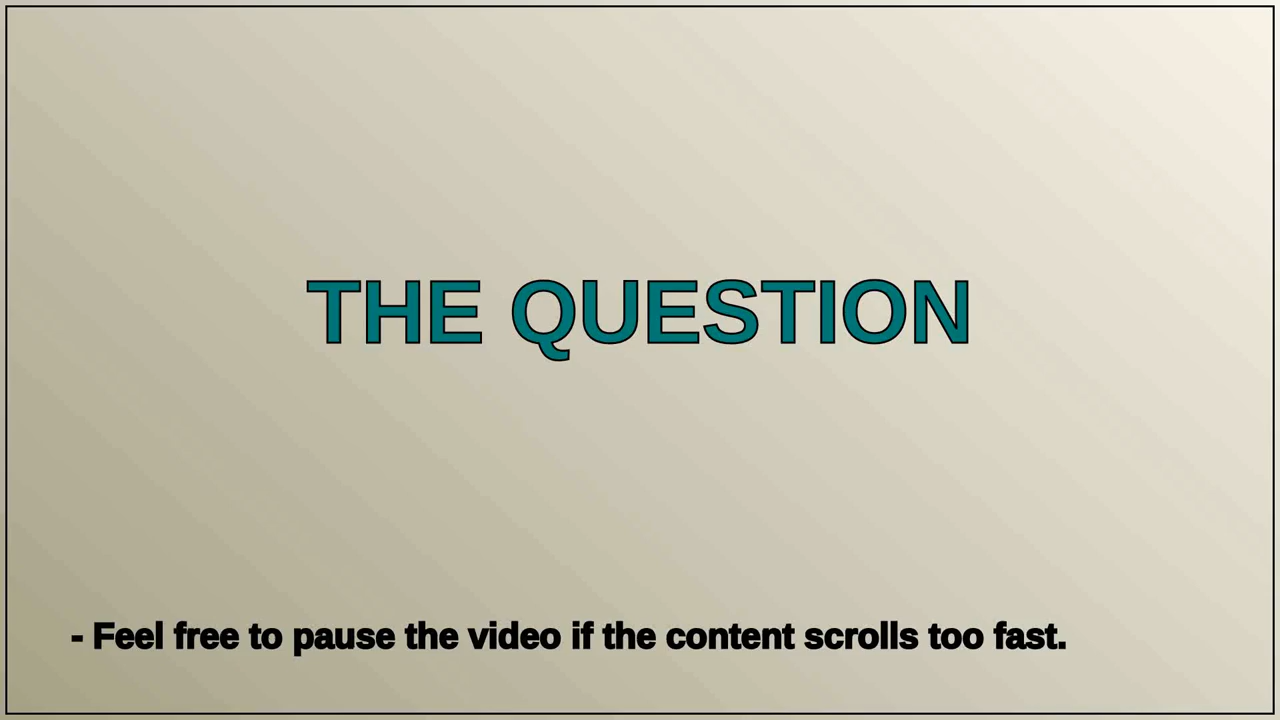 THE QUESTION
- Feel free to pause the video if the content scrolls too fast.